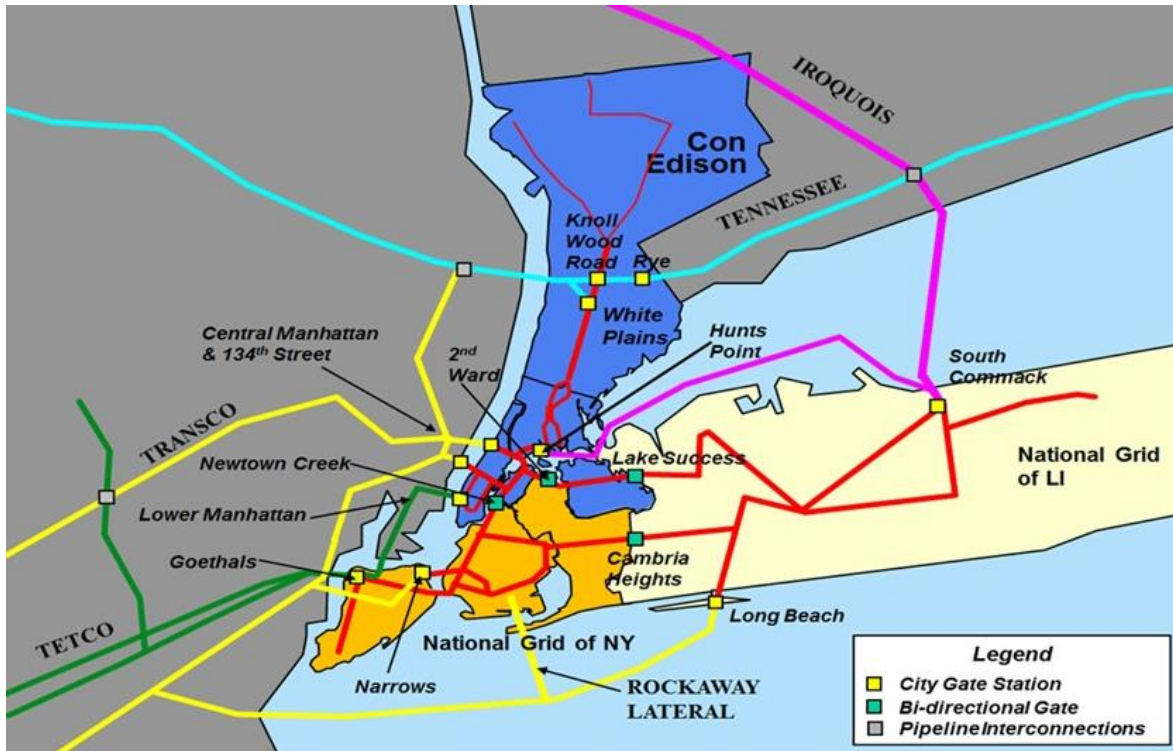 IROQUOIS
Con
Edison
TENNESSEE
Knoll
Wood
Road
Rye
White
Plains
Central Manhattan
& 134th Street
2nd
Ward
Hunts
Point
South
Commack
TRANSCO
Newtown Creek
Lake Success
National Grid
of LI
Lower Manhattan
Goethals
Cambria
Heights
TETCO
National Grid of NY
Long Beach
Narrows
ROCKAWAY
LATERAL
Legend
City Gate Station
Bi-directional Gate
Pipeline Interconnections